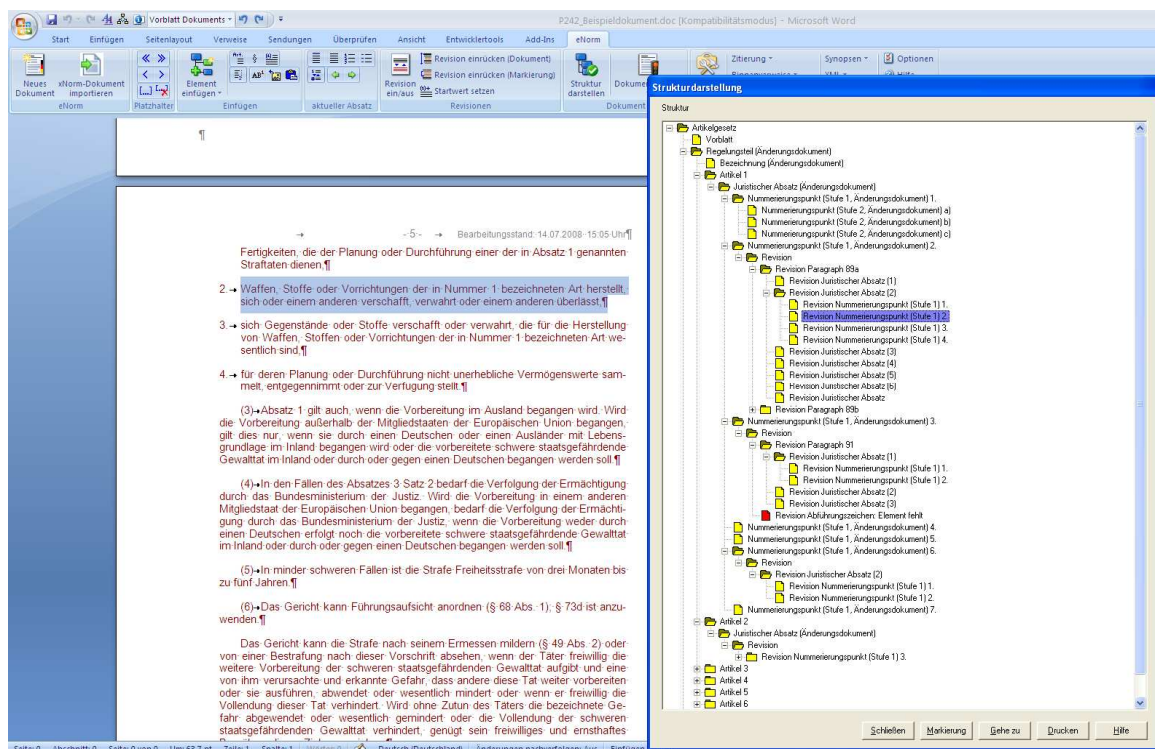 Vorblatt Dokuments
P242_Beispieldokument.doc [Kompatibilitätsmodus] - Microsoft Word
Start Einfügen Seitenlayout Verweise Sendungen Überprüfen Ansicht Entwicklertools Add-Ins eNorm
Neues Dokument
xNorm-Dokument importieren
eNorm
Platzhalter
Element einfügen
Einfügen
aktueller Absatz
Revision ein/aus
Revision einrücken (Dokument)
Revision einrücken (Markierung)
Startwert setzen
Revisionen
Struktur darstellen
Dokument
Zitierung
Synopsen
Optionen
¶
→ - 5 - → Bearbeitungsstand: 14.07.2008 15:05 Uhr¶
Fertigkeiten, die der Planung oder Durchführung einer der in Absatz 1 genannten
Straftaten dienen,¶
2.→ Waffen, Stoffe oder Vorrichtungen der in Nummer 1 bezeichneten Art herstellt,
sich oder einem anderen verschafft, verwahrt oder einem anderen überlässt,¶
3.→ sich Gegenstände oder Stoffe verschafft oder verwahrt, die für die Herstellung
von Waffen, Stoffen oder Vorrichtungen der in Nummer 1 bezeichneten Art we-
sentlich sind,¶
4.→ für deren Planung oder Durchführung nicht unerhebliche Vermögenswerte sam-
melt, entgegennimmt oder zur Verfugung stellt.¶
(3)→Absatz 1 gilt auch, wenn die Vorbereitung im Ausland begangen wird. Wird
die Vorbereitung außerhalb der Mitgliedstaaten der Europäischen Union begangen,
gilt dies nur, wenn sie durch einen Deutschen oder einen Ausländer mit Lebens-
grundlage im Inland begangen wird oder die vorbereitete schwere staatsgefährdende
Gewalttat im Inland oder durch oder gegen einen Deutschen begangen werden soll.¶
(4)→In den Fällen des Absatzes 3 Satz 2 bedarf die Verfolgung der Ermächtigung
durch das Bundesministerium der Justiz. Wird die Vorbereitung in einem anderen
Mitgliedstaat der Europäischen Union begangen, bedarf die Verfolgung der Ermächti-
gung durch das Bundesministerium der Justiz, wenn die Vorbereitung weder durch
einen Deutschen erfolgt noch die vorbereitete schwere staatsgefährdende Gewalttat
im Inland oder durch oder gegen einen Deutschen begangen werden soll.¶
(5)→In minder schweren Fällen ist die Strafe Freiheitsstrafe von drei Monaten bis
zu fünf Jahren.¶
(6)→Das Gericht kann Führungsaufsicht anordnen (§ 68 Abs. 1); § 73d ist anzu-
wenden.¶
Das Gericht kann die Strafe nach seinem Ermessen mildern (§ 49 Abs. 2) oder
von einer Bestrafung nach dieser Vorschrift absehen, wenn der Täter freiwillig die
weitere Vorbereitung der schweren staatsgefährdenden Gewalttat aufgibt und eine
von ihm verursachte und erkannte Gefahr, dass andere diese Tat weiter vorbereiten
oder sie ausführen, abwendet oder wesentlich mindert oder wenn er freiwillig die
Vollendung dieser Tat verhindert. Wird ohne Zutun des Täters die bezeichnete Ge-
fahr abgewendet oder wesentlich gemindert oder die Vollendung der schweren
staatsgefährdenden Gewalttat verhindert, genügt sein freiwilliges und ernsthaftes
Strukturdarstellung
Struktur
Artikelgesetz
Vorblatt
Regelungsteil (Änderungsdokument)
Bezeichnung (Änderungsdokument)
Artikel 1
Juristischer Absatz (Änderungsdokument)
Nummerierungspunkt (Stufe 1, Änderungsdokument) 1.
Nummerierungspunkt (Stufe 2, Änderungsdokument) a)
Nummerierungspunkt (Stufe 2, Änderungsdokument) b)
Nummerierungspunkt (Stufe 2, Änderungsdokument) c)
Nummerierungspunkt (Stufe 1, Änderungsdokument) 2.
Revision
Revision Paragraph 89a
Revision Juristischer Absatz (1)
Revision Juristischer Absatz (2)
Revision Nummerierungspunkt (Stufe 1) 1.
Revision Nummerierungspunkt (Stufe 1) 2.
Revision Nummerierungspunkt (Stufe 1) 3.
Revision Nummerierungspunkt (Stufe 1) 4.
Revision Juristischer Absatz (3)
Revision Juristischer Absatz (4)
Revision Juristischer Absatz (5)
Revision Juristischer Absatz (6)
Revision Juristischer Absatz
Revision Paragraph 89b
Nummerierungspunkt (Stufe 1, Änderungsdokument) 3.
Revision
Revision Paragraph 91
Revision Juristischer Absatz (1)
Revision Nummerierungspunkt (Stufe 1) 1.
Revision Nummerierungspunkt (Stufe 1) 2.
Revision Juristischer Absatz (2)
Revision Juristischer Absatz (3)
Revision Abführungszeichen: Element fehlt
Nummerierungspunkt (Stufe 1, Änderungsdokument) 4.
Nummerierungspunkt (Stufe 1, Änderungsdokument) 5.
Nummerierungspunkt (Stufe 1, Änderungsdokument) 6.
Revision
Revision Juristischer Absatz (2)
Revision Nummerierungspunkt (Stufe 1) 1.
Revision Nummerierungspunkt (Stufe 1) 2.
Nummerierungspunkt (Stufe 1, Änderungsdokument) 7.
Artikel 2
Juristischer Absatz (Änderungsdokument)
Revision
Revision Nummerierungspunkt (Stufe 1) 3.
Artikel 3
Artikel 4
Artikel 5
Artikel 6
Schließen Markierung Gehe zu Drucken Hilfe